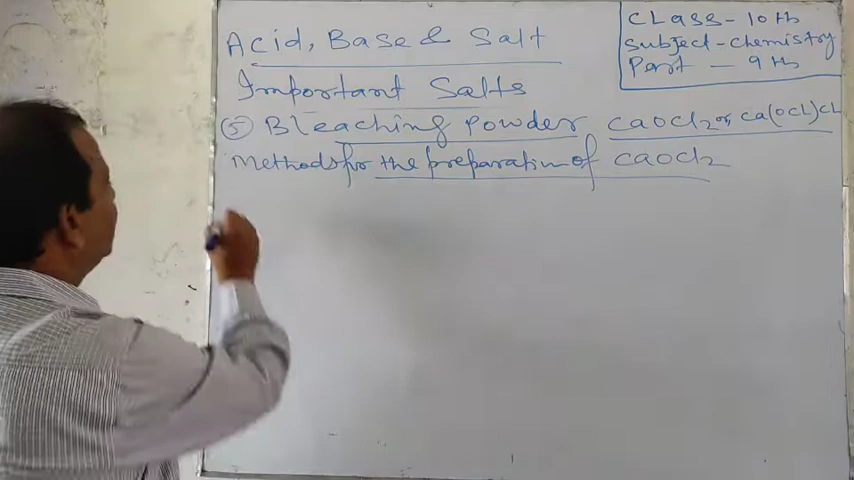 Acid, Base & Salt
CLass - 10th
Subject - Chemistry
Part - 9th
Important Salts
⑤ Bleaching Powder CaOCl2 or, Ca(OCl)Cl
Methods for the preparation of CaOCl2